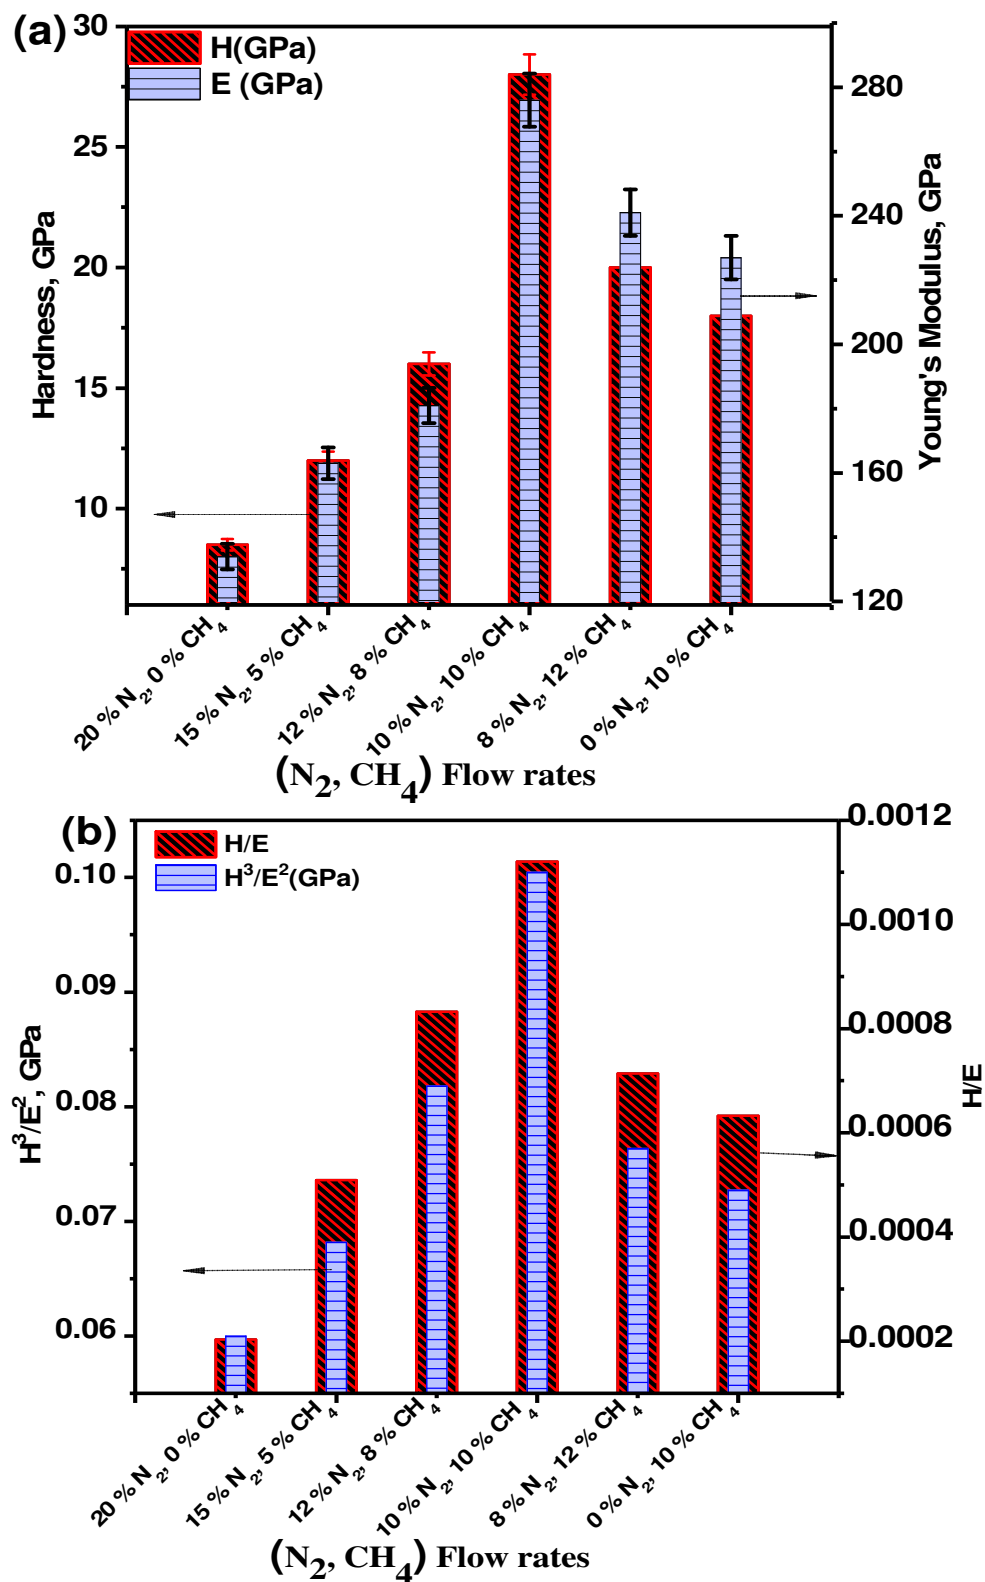 (a)
H(GPa)
E (GPa)
30
25
20
15
10
Hardness, GPa
280
240
200
160
120
Young's Modulus, GPa
20 % N₂, 0 % CH₄
15 % N₂, 5 % CH₄
12 % N₂, 8 % CH₄
10 % N₂, 10 % CH₄
8 % N₂, 12 % CH₄
0 % N₂, 10 % CH₄
(N₂, CH₄) Flow rates
(b)
H/E
H³/E²(GPa)
0.10
0.09
0.08
0.07
0.06
H³/E², GPa
0.0012
0.0010
0.0008
0.0006
0.0004
0.0002
H/E
20 % N₂, 0 % CH₄
15 % N₂, 5 % CH₄
12 % N₂, 8 % CH₄
10 % N₂, 10 % CH₄
8 % N₂, 12 % CH₄
0 % N₂, 10 % CH₄
(N₂, CH₄) Flow rates